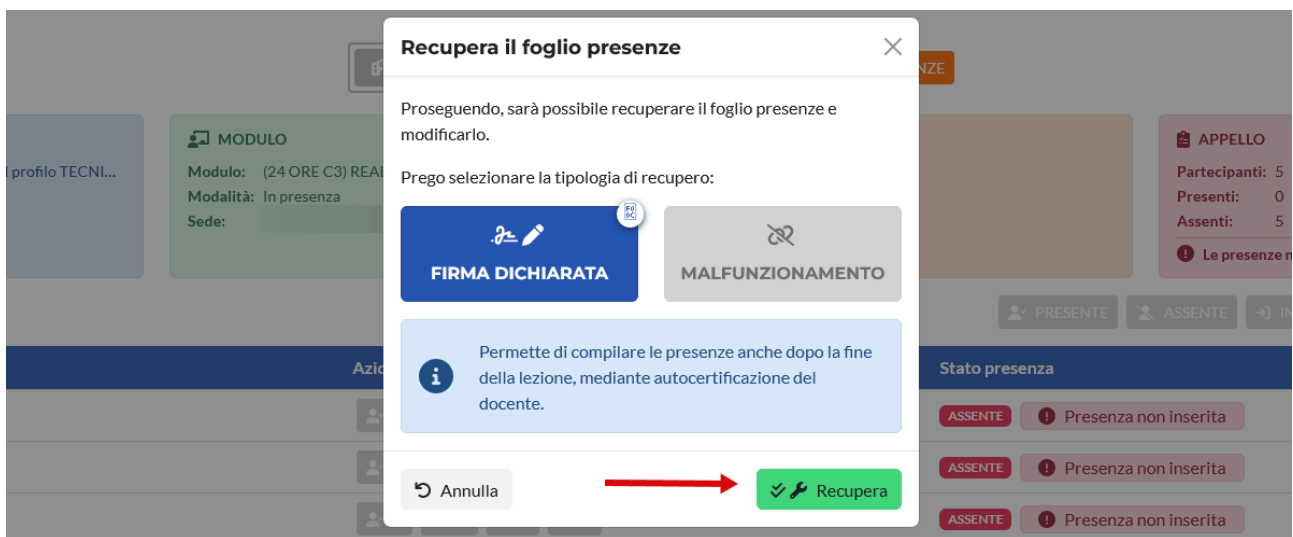 Recupera il foglio presenze
NZE
Proseguendo, sarà possibile recuperare il foglio presenze e
modificarlo.
Prego selezionare la tipologia di recupero:
FIRMA DICHIARATA
MALFUNZIONAMENTO
Permette di compilare le presenze anche dopo la fine
della lezione, mediante autocertificazione del
docente.
Annulla
Recupera
profilo TECNI...
MODULO
Modulo: (24 ORE C3) REAL
Modalità: In presenza
Sede:
APPELLO
Partecipanti: 5
Presenti: 0
Assenti: 5
Le presenze n
PRESENTE
ASSENTE
IN
Azio
Stato presenza
ASSENTE Presenza non inserita
ASSENTE Presenza non inserita
ASSENTE Presenza non inserita